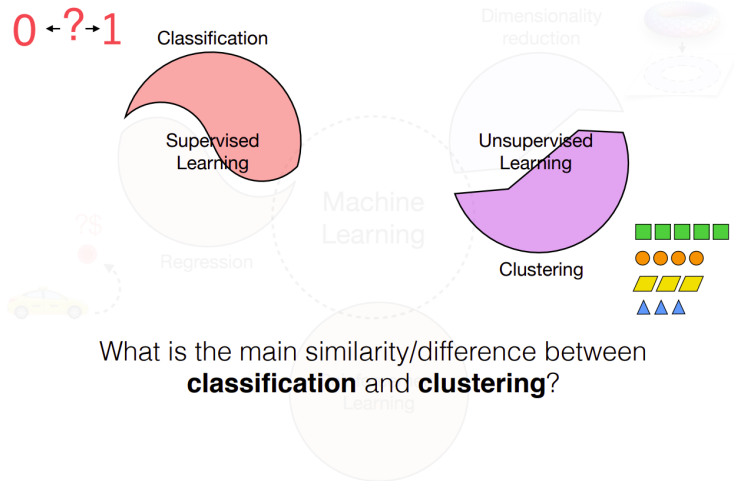 0 ? 1
Classification
Dimensionality
reduction
Supervised
Learning
Unsupervised
Learning
Machine
Learning
?$
Regression
Clustering
What is the main similarity/difference between
classification and clustering?
Learning